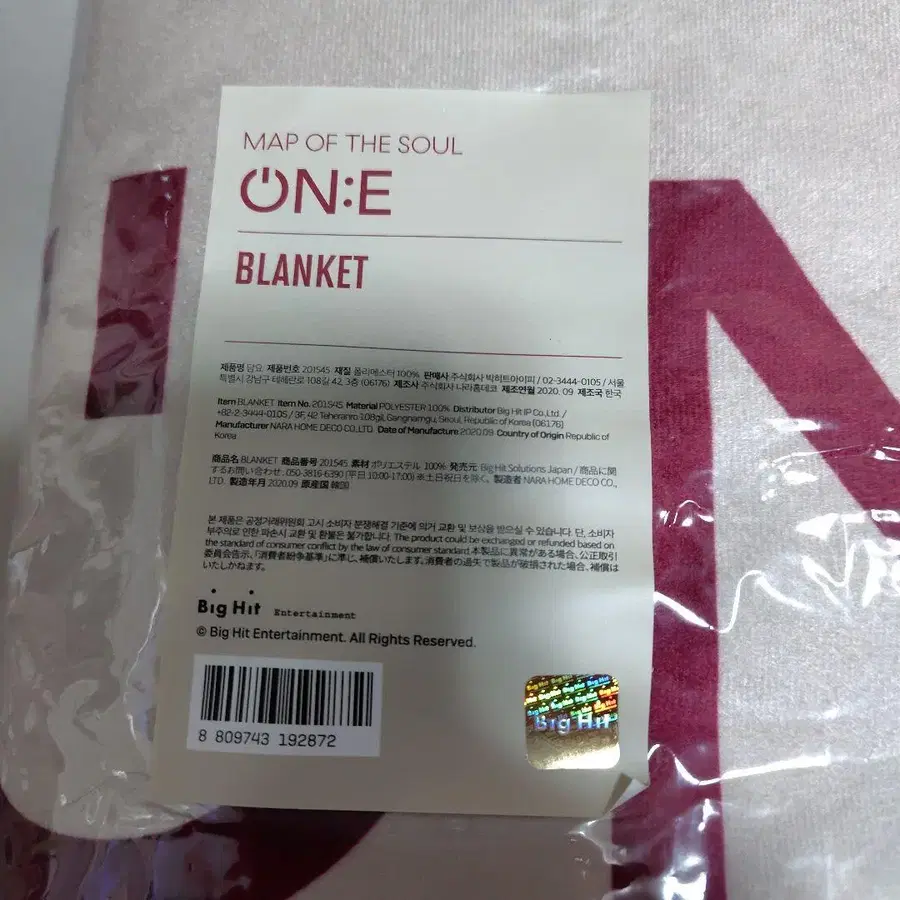 MAP OF THE SOUL
ON:E
BLANKET
제품명 담요 제품번호 201545 재질 폴리에스터 100% 판매사 주식회사 빅히트아이피 / 02-3444-0105 / 서울
특별시 강남구 테헤란로 108길 42, 3층 (06176) 제조사 주식회사 나라홈데코 제조연월 2020. 09 제조국 한국
Item BLANKET Item No. 201545 Material POLYESTER 100% Distributor Big Hit IP Co.,Ltd. /
+82-2-3444-0105 / 3F, 42 Teheranro 108gil, Gangnamgu, Seoul, Republic of Korea (06176)
Manufacturer NARA HOME DECO CO.,LTD. Date of Manufacture 2020.09 Country of Origin Republic of
Korea
商品名 BLANKET 商品番号 201545 素材 ポリエステル 100% 発売元 Big Hit Solutions Japan / 商品に関
するお問い合わせ : 050-3816-6390 (平日 10:00-17:00) ※土日祝日を除く。 製造者 NARA HOME DECO CO.,
LTD. 製造年月 2020.09 原産国 韓国
본 제품은 공정거래위원회 고시 소비자 분쟁해결 기준에 의거 교환 및 보상을 받으실 수 있습니다. 단, 소비자
부주의로 인한 파손시 교환 및 환불은 불가합니다. The product could be exchanged or refunded based on
the standard of consumer conflict by the law of consumer standard. 本製品に異常がある場合、公正取引
委員会告示、「消費者紛争基準」に準じ、補償いたします。消費者の過失で製品が破損された場合、補償は
いたしかねます。
Big Hit Entertainment
© Big Hit Entertainment. All Rights Reserved.
8 809743 192872
Big Hit